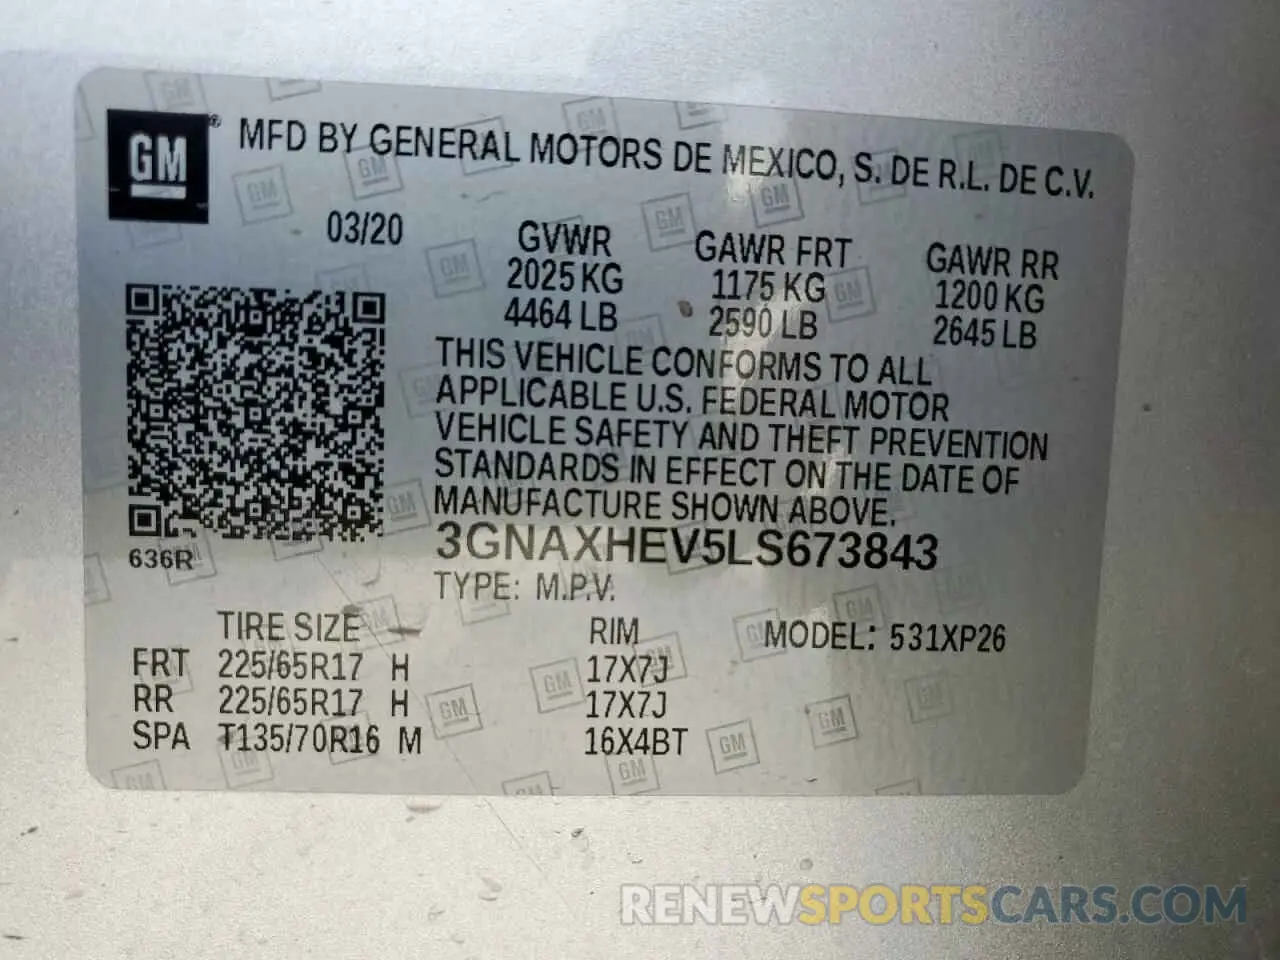 GM ® MFD BY GENERAL MOTORS DE MEXICO, S. DE R.L. DE C.V.
03/20
GVWR GAWR FRT GAWR RR
2025 KG 1175 KG 1200 KG
4464 LB 2590 LB 2645 LB
THIS VEHICLE CONFORMS TO ALL
APPLICABLE U.S. FEDERAL MOTOR
VEHICLE SAFETY AND THEFT PREVENTION
STANDARDS IN EFFECT ON THE DATE OF
MANUFACTURE SHOWN ABOVE.
636R
3GNAXHEV5LS673843
TYPE: M.P.V.
TIRE SIZE RIM MODEL: 531XP26
FRT 225/65R17 H 17X7J
RR 225/65R17 H 17X7J
SPA T135/70R16 M 16X4BT
RENEWSPORTSCARS.COM